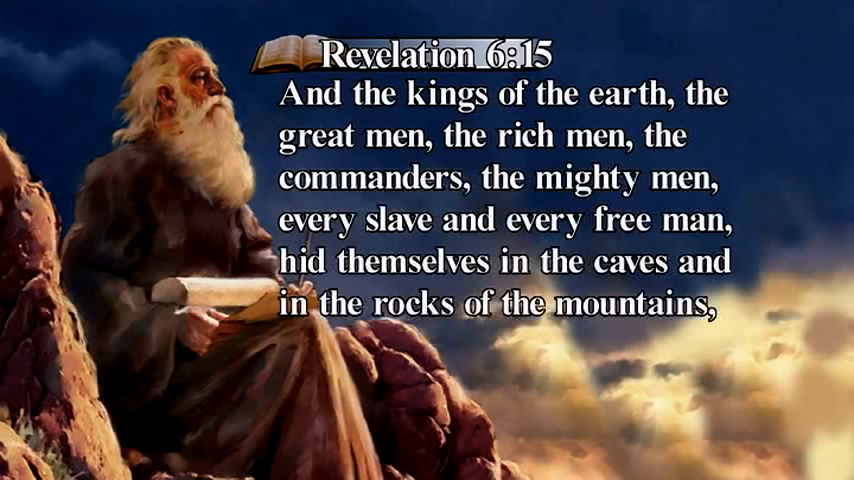 Revelation 6:15
And the kings of the earth, the
great men, the rich men, the
commanders, the mighty men,
every slave and every free man,
hid themselves in the caves and
in the rocks of the mountains,